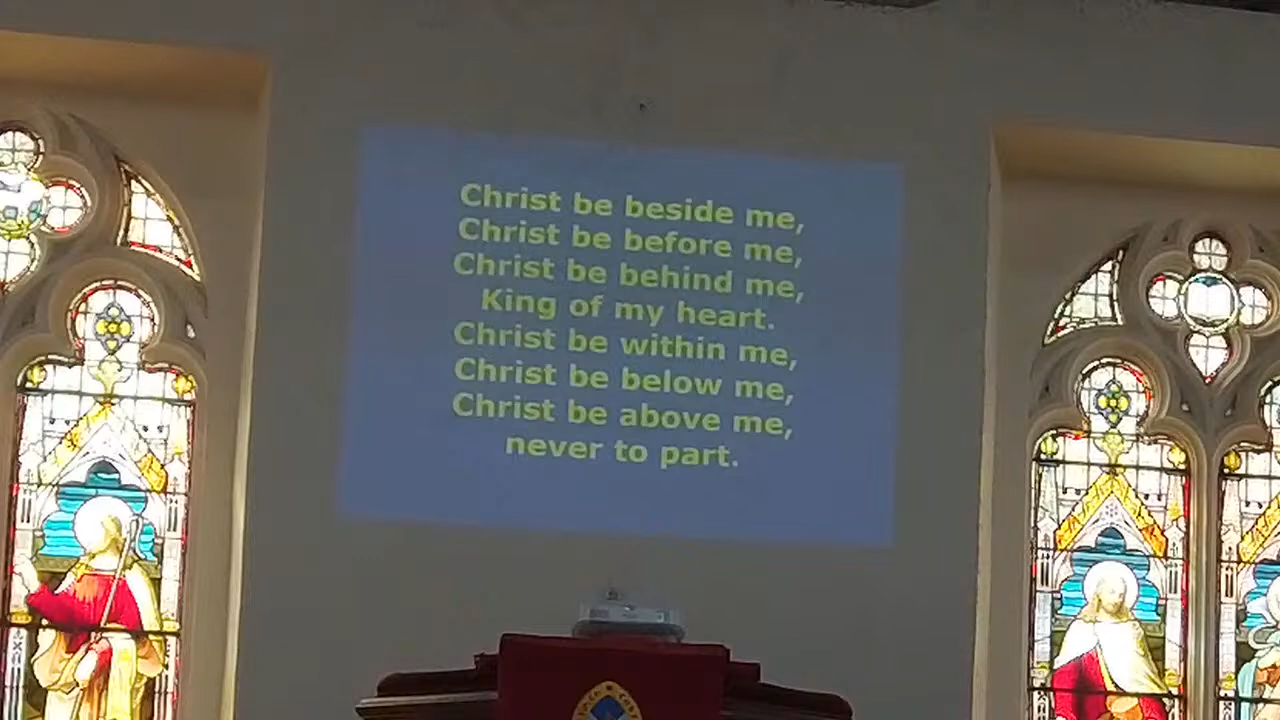 Christ be beside me,
Christ be before me,
Christ be behind me,
King of my heart.
Christ be within me,
Christ be below me,
Christ be above me,
never to part.